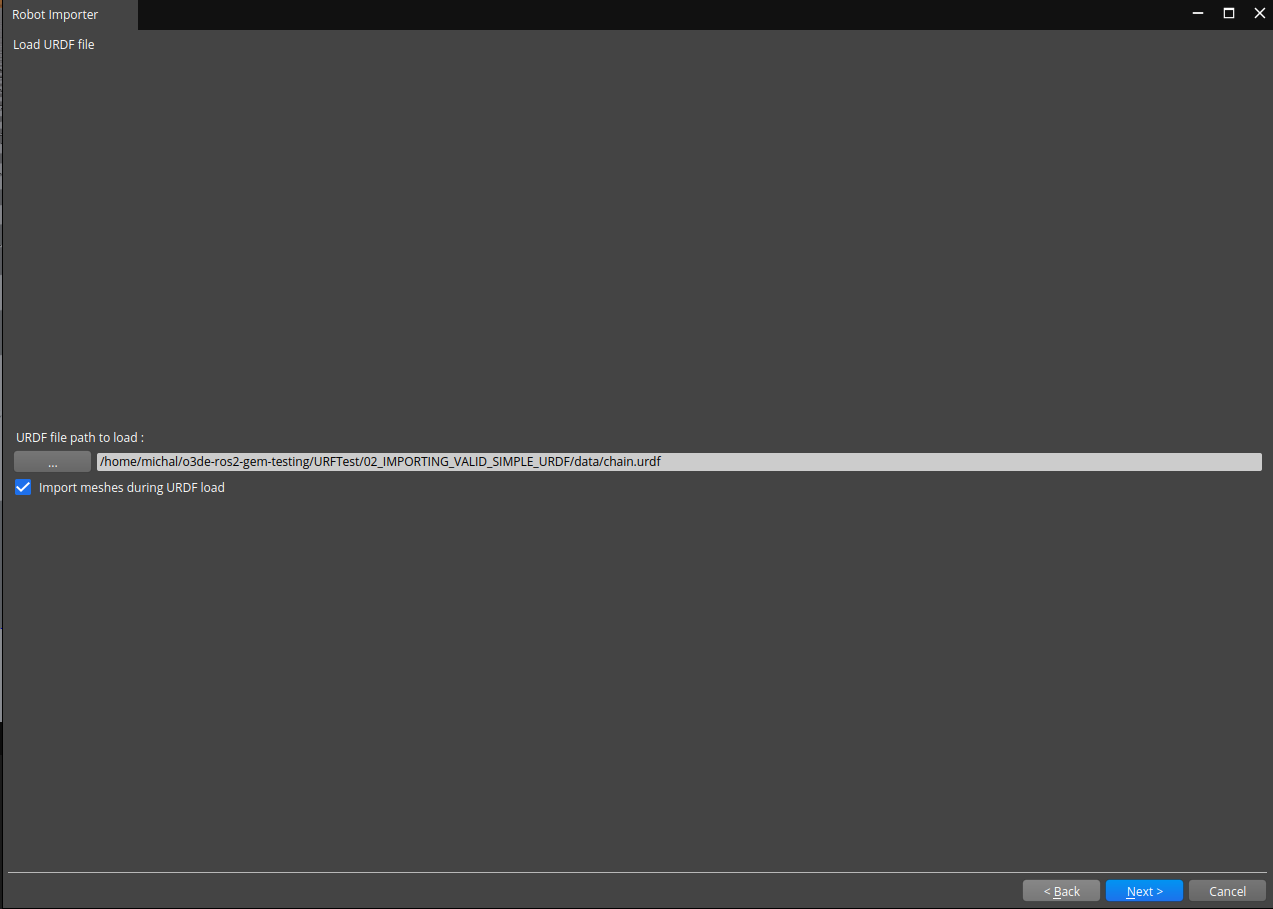 Robot Importer
Load URDF file
URDF file path to load :
...
/home/michal/o3de-ros2-gem-testing/URFTest/02_IMPORTING_VALID_SIMPLE_URDF/data/chain.urdf
Import meshes during URDF load
< Back
Next >
Cancel